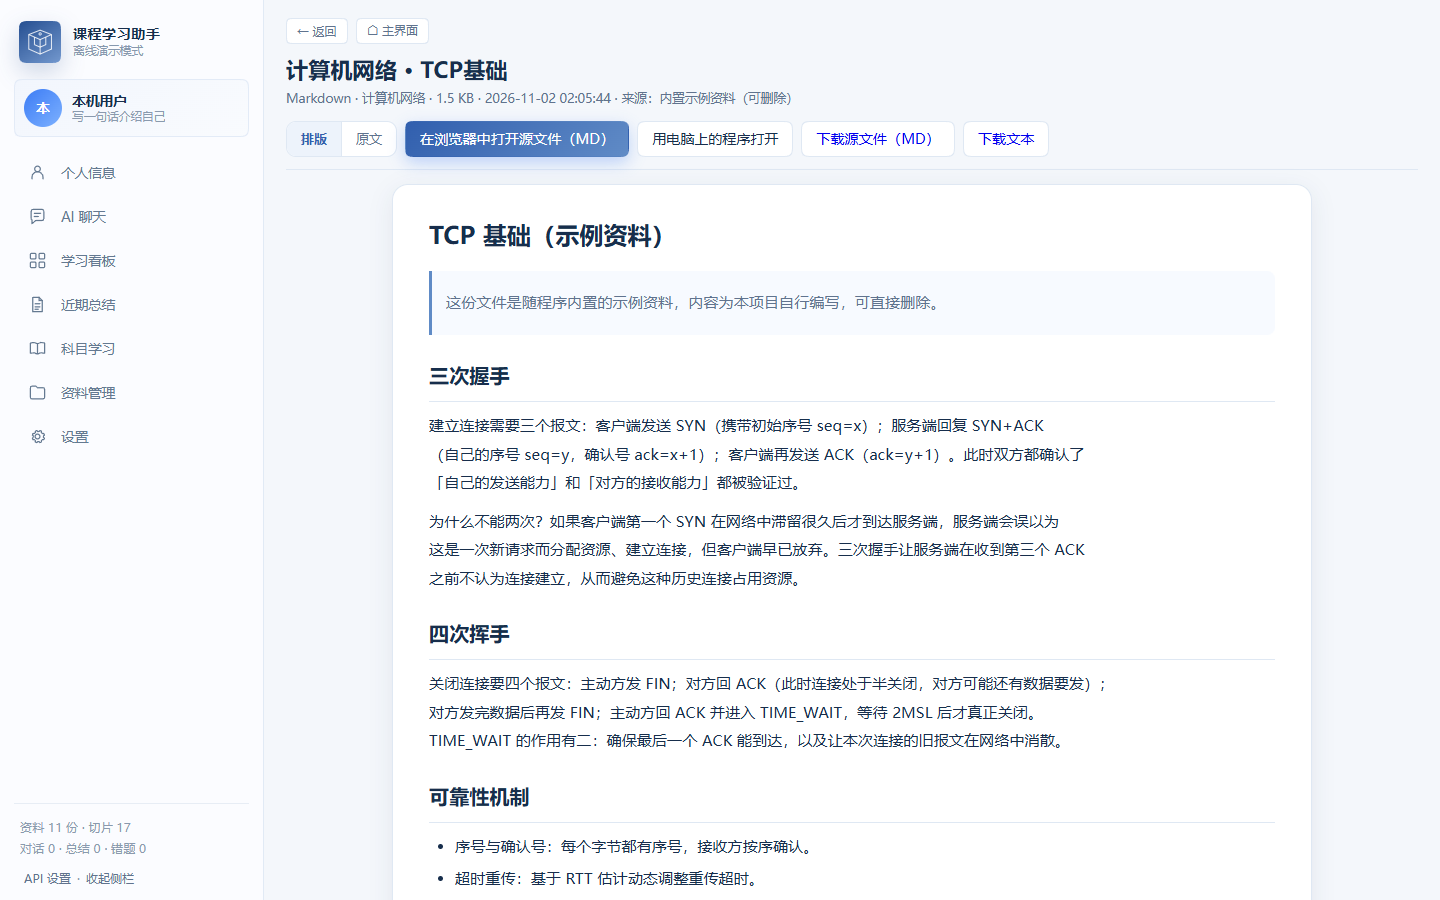 课程学习助手
离线演示模式
本
本机用户
写一句话介绍自己
个人信息
AI 聊天
学习看板
近期总结
科目学习
资料管理
设置
资料 11 份 · 切片 17
对话 0 · 总结 0 · 错题 0
API 设置 · 收起侧栏
← 返回
主界面
计算机网络 • TCP基础
Markdown · 计算机网络 · 1.5 KB · 2026-11-02 02:05:44 · 来源：内置示例资料（可删除）
排版
原文
在浏览器中打开源文件（MD）
用电脑上的程序打开
下载源文件（MD）
下载文本
TCP 基础（示例资料）
这份文件是随程序内置的示例资料，内容为本项目自行编写，可直接删除。
三次握手
建立连接需要三个报文：客户端发送 SYN（携带初始序号 seq=x）；服务端回复 SYN+ACK
（自己的序号 seq=y，确认号 ack=x+1）；客户端再发送 ACK（ack=y+1）。此时双方都确认了
「自己的发送能力」和「对方的接收能力」都被验证过。
为什么不能两次？如果客户端第一个 SYN 在网络中滞留很久后才到达服务端，服务端会误以为
这是一次新请求而分配资源、建立连接，但客户端早已放弃。三次握手让服务端在收到第三个 ACK
之前不认为连接建立，从而避免这种历史连接占用资源。
四次挥手
关闭连接要四个报文：主动方发 FIN；对方回 ACK（此时连接处于半关闭，对方可能还有数据要发）；
对方发完数据后再发 FIN；主动方回 ACK 并进入 TIME_WAIT，等待 2MSL 后才真正关闭。
TIME_WAIT 的作用有二：确保最后一个 ACK 能到达，以及让本次连接的旧报文在网络中消散。
可靠性机制
• 序号与确认号：每个字节都有序号，接收方按序确认。
• 超时重传：基于 RTT 估计动态调整重传超时。